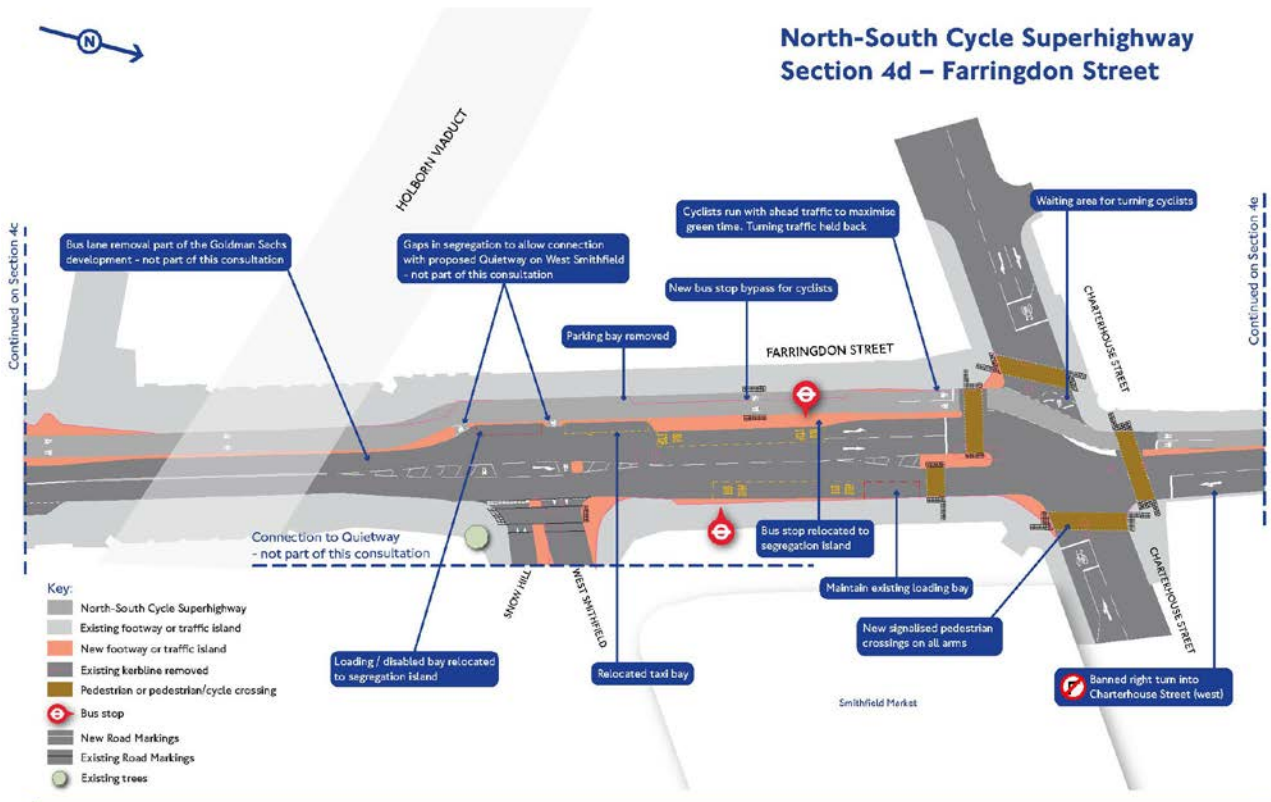 N
North-South Cycle Superhighway
Section 4d – Farringdon Street
HOLBORN VIADUCT
Continued on Section 4c
Bus lane removal part of the Goldman Sachs
development - not part of this consultation
Gaps in segregation to allow connection
with proposed Quietway on West Smithfield
- not part of this consultation
Cyclists run with ahead traffic to maximise
green time. Turning traffic held back
Waiting area for turning cyclists
Continued on Section 4e
New bus stop bypass for cyclists
Parking bay removed
FARRINGDON STREET
CHARTERHOUSE STREET
Connection to Quietway
- not part of this consultation
Bus stop relocated to
segregation island
Maintain existing loading bay
SNOW HILL
WEST SMITHFIELD
CHARTERHOUSE STREET
New signalised pedestrian
crossings on all arms
Loading / disabled bay relocated
to segregation island
Relocated taxi bay
Banned right turn into
Charterhouse Street (west)
Smithfield Market
Key:
North-South Cycle Superhighway
Existing footway or traffic island
New footway or traffic island
Existing kerbline removed
Pedestrian or pedestrian/cycle crossing
Bus stop
New Road Markings
Existing Road Markings
Existing trees